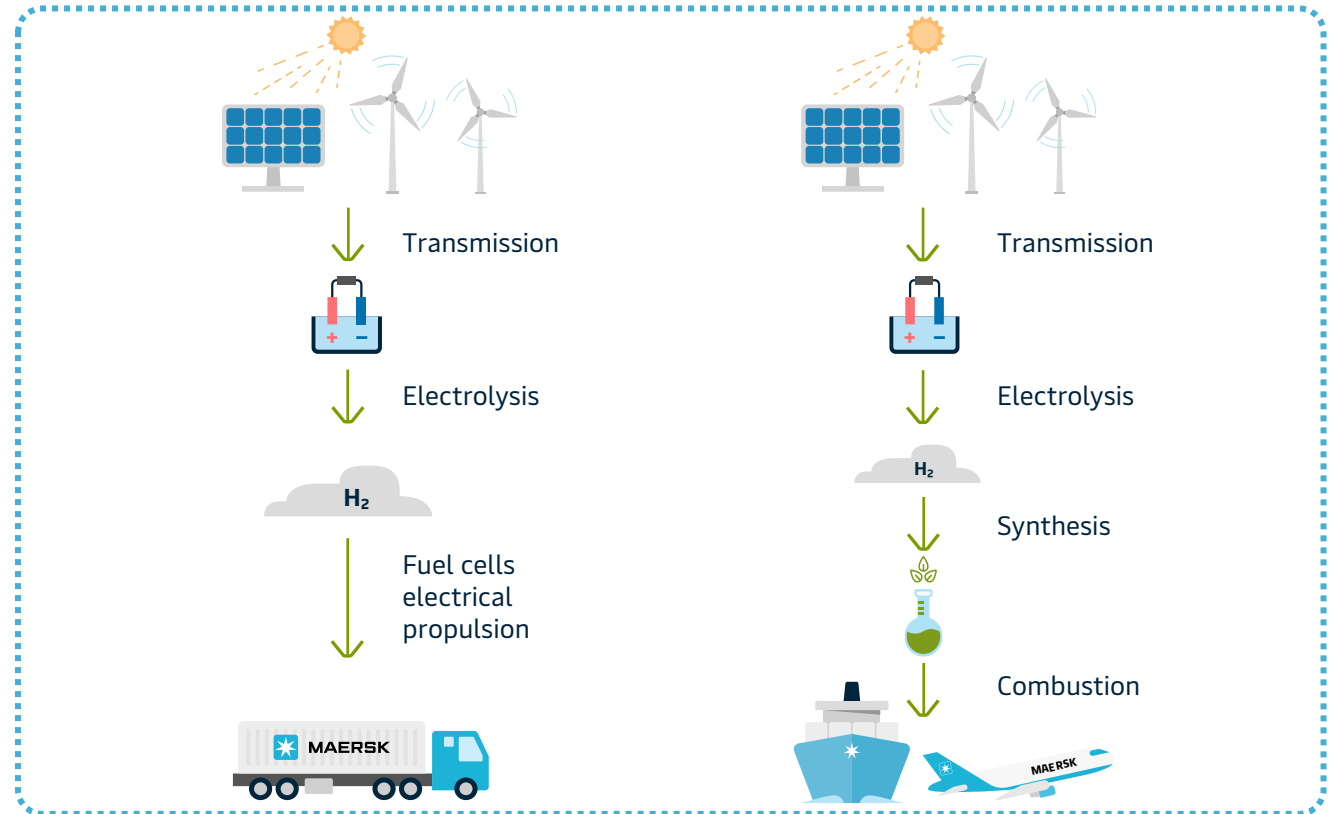 Transmission
+ −
Electrolysis
H₂
Fuel cells
electrical
propulsion
MAERSK
Transmission
+ −
Electrolysis
H₂
Synthesis
Combustion
MAERSK